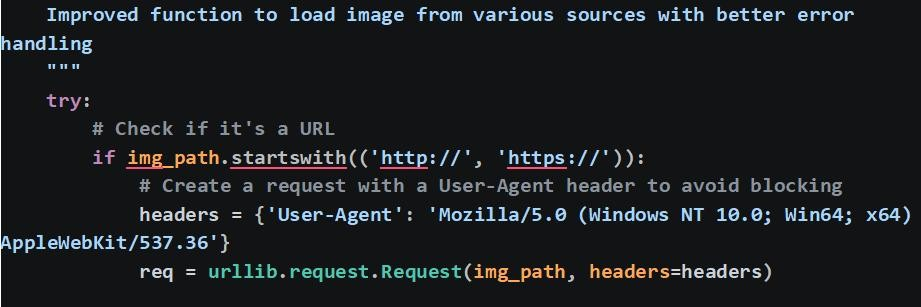 Improved function to load image from various sources with better error
handling
"""
try:
# Check if it's a URL
if img_path.startswith(('http://', 'https://')):
# Create a request with a User-Agent header to avoid blocking
headers = {'User-Agent': 'Mozilla/5.0 (Windows NT 10.0; Win64; x64)
AppleWebKit/537.36'}
req = urllib.request.Request(img_path, headers=headers)